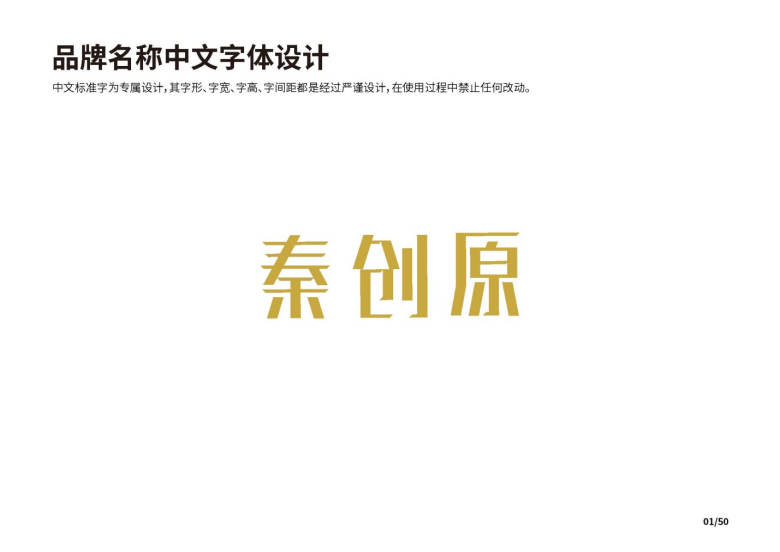 品牌名称中文字体设计
中文标准字为专属设计，其字形、字宽、字高、字间距都是经过严谨设计，在使用过程中禁止任何改动。
秦创原
01/50